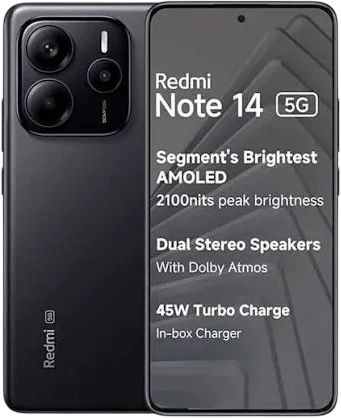 Redmi
Note 14 5G
Segment's Brightest
AMOLED
2100nits peak brightness
Dual Stereo Speakers
With Dolby Atmos
45W Turbo Charge
In-box Charger
Redmi 5G